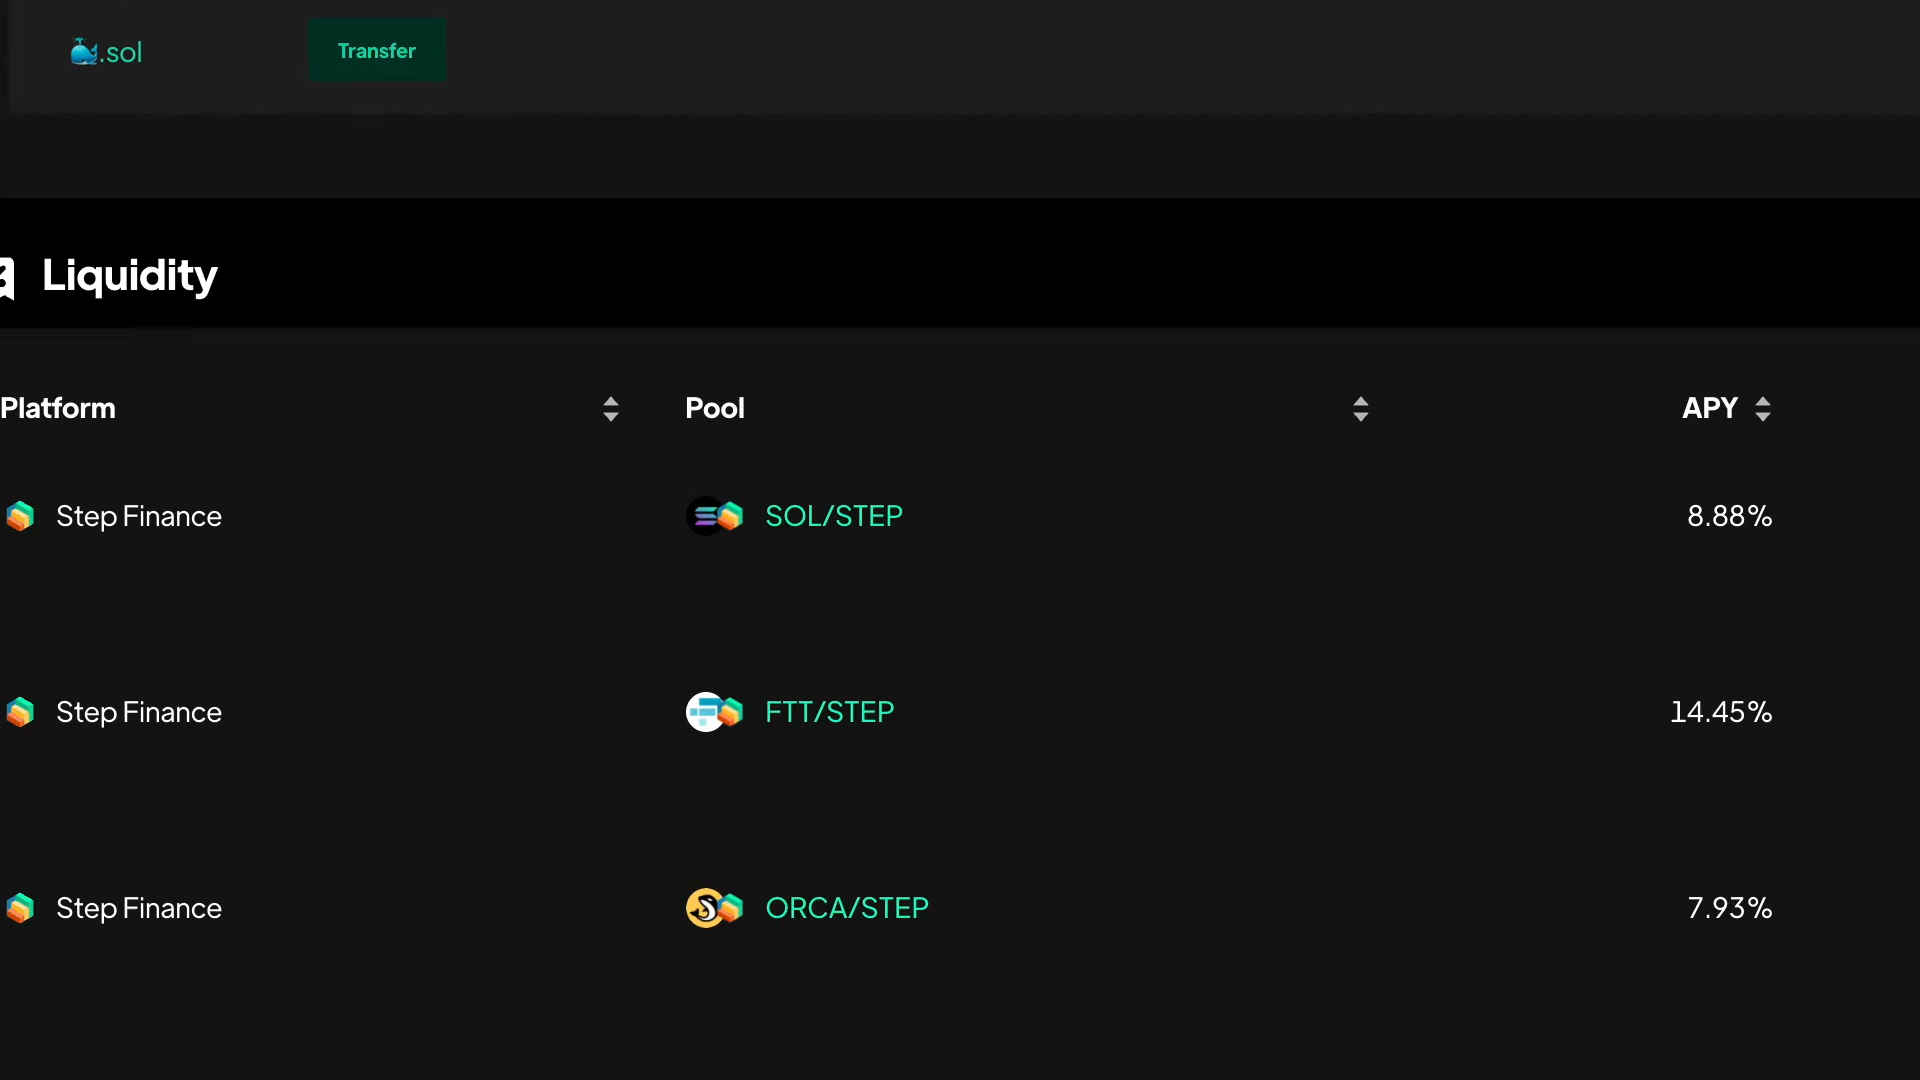 🐳.sol
Transfer
Liquidity
Platform Pool APY
Step Finance SOL/STEP 8.88%
Step Finance FTT/STEP 14.45%
Step Finance ORCA/STEP 7.93%